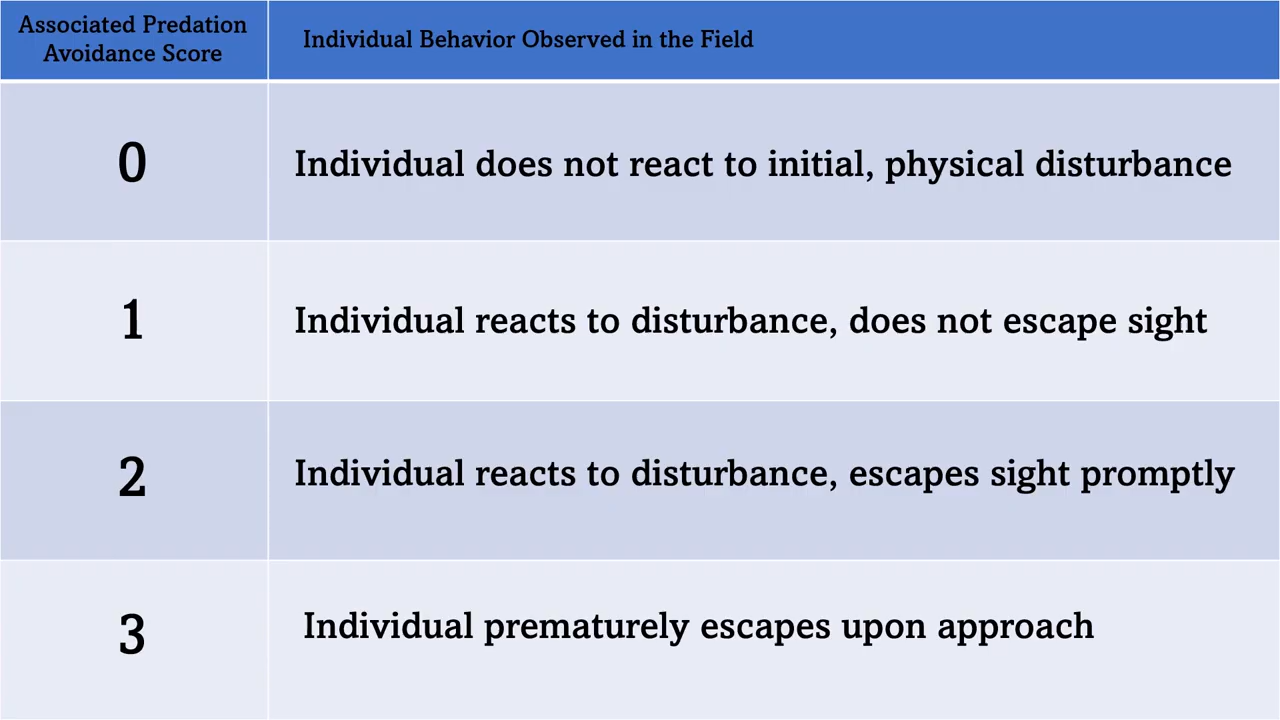 Associated Predation
Avoidance Score
Individual Behavior Observed in the Field
0
Individual does not react to initial, physical disturbance
1
Individual reacts to disturbance, does not escape sight
2
Individual reacts to disturbance, escapes sight promptly
3
Individual prematurely escapes upon approach